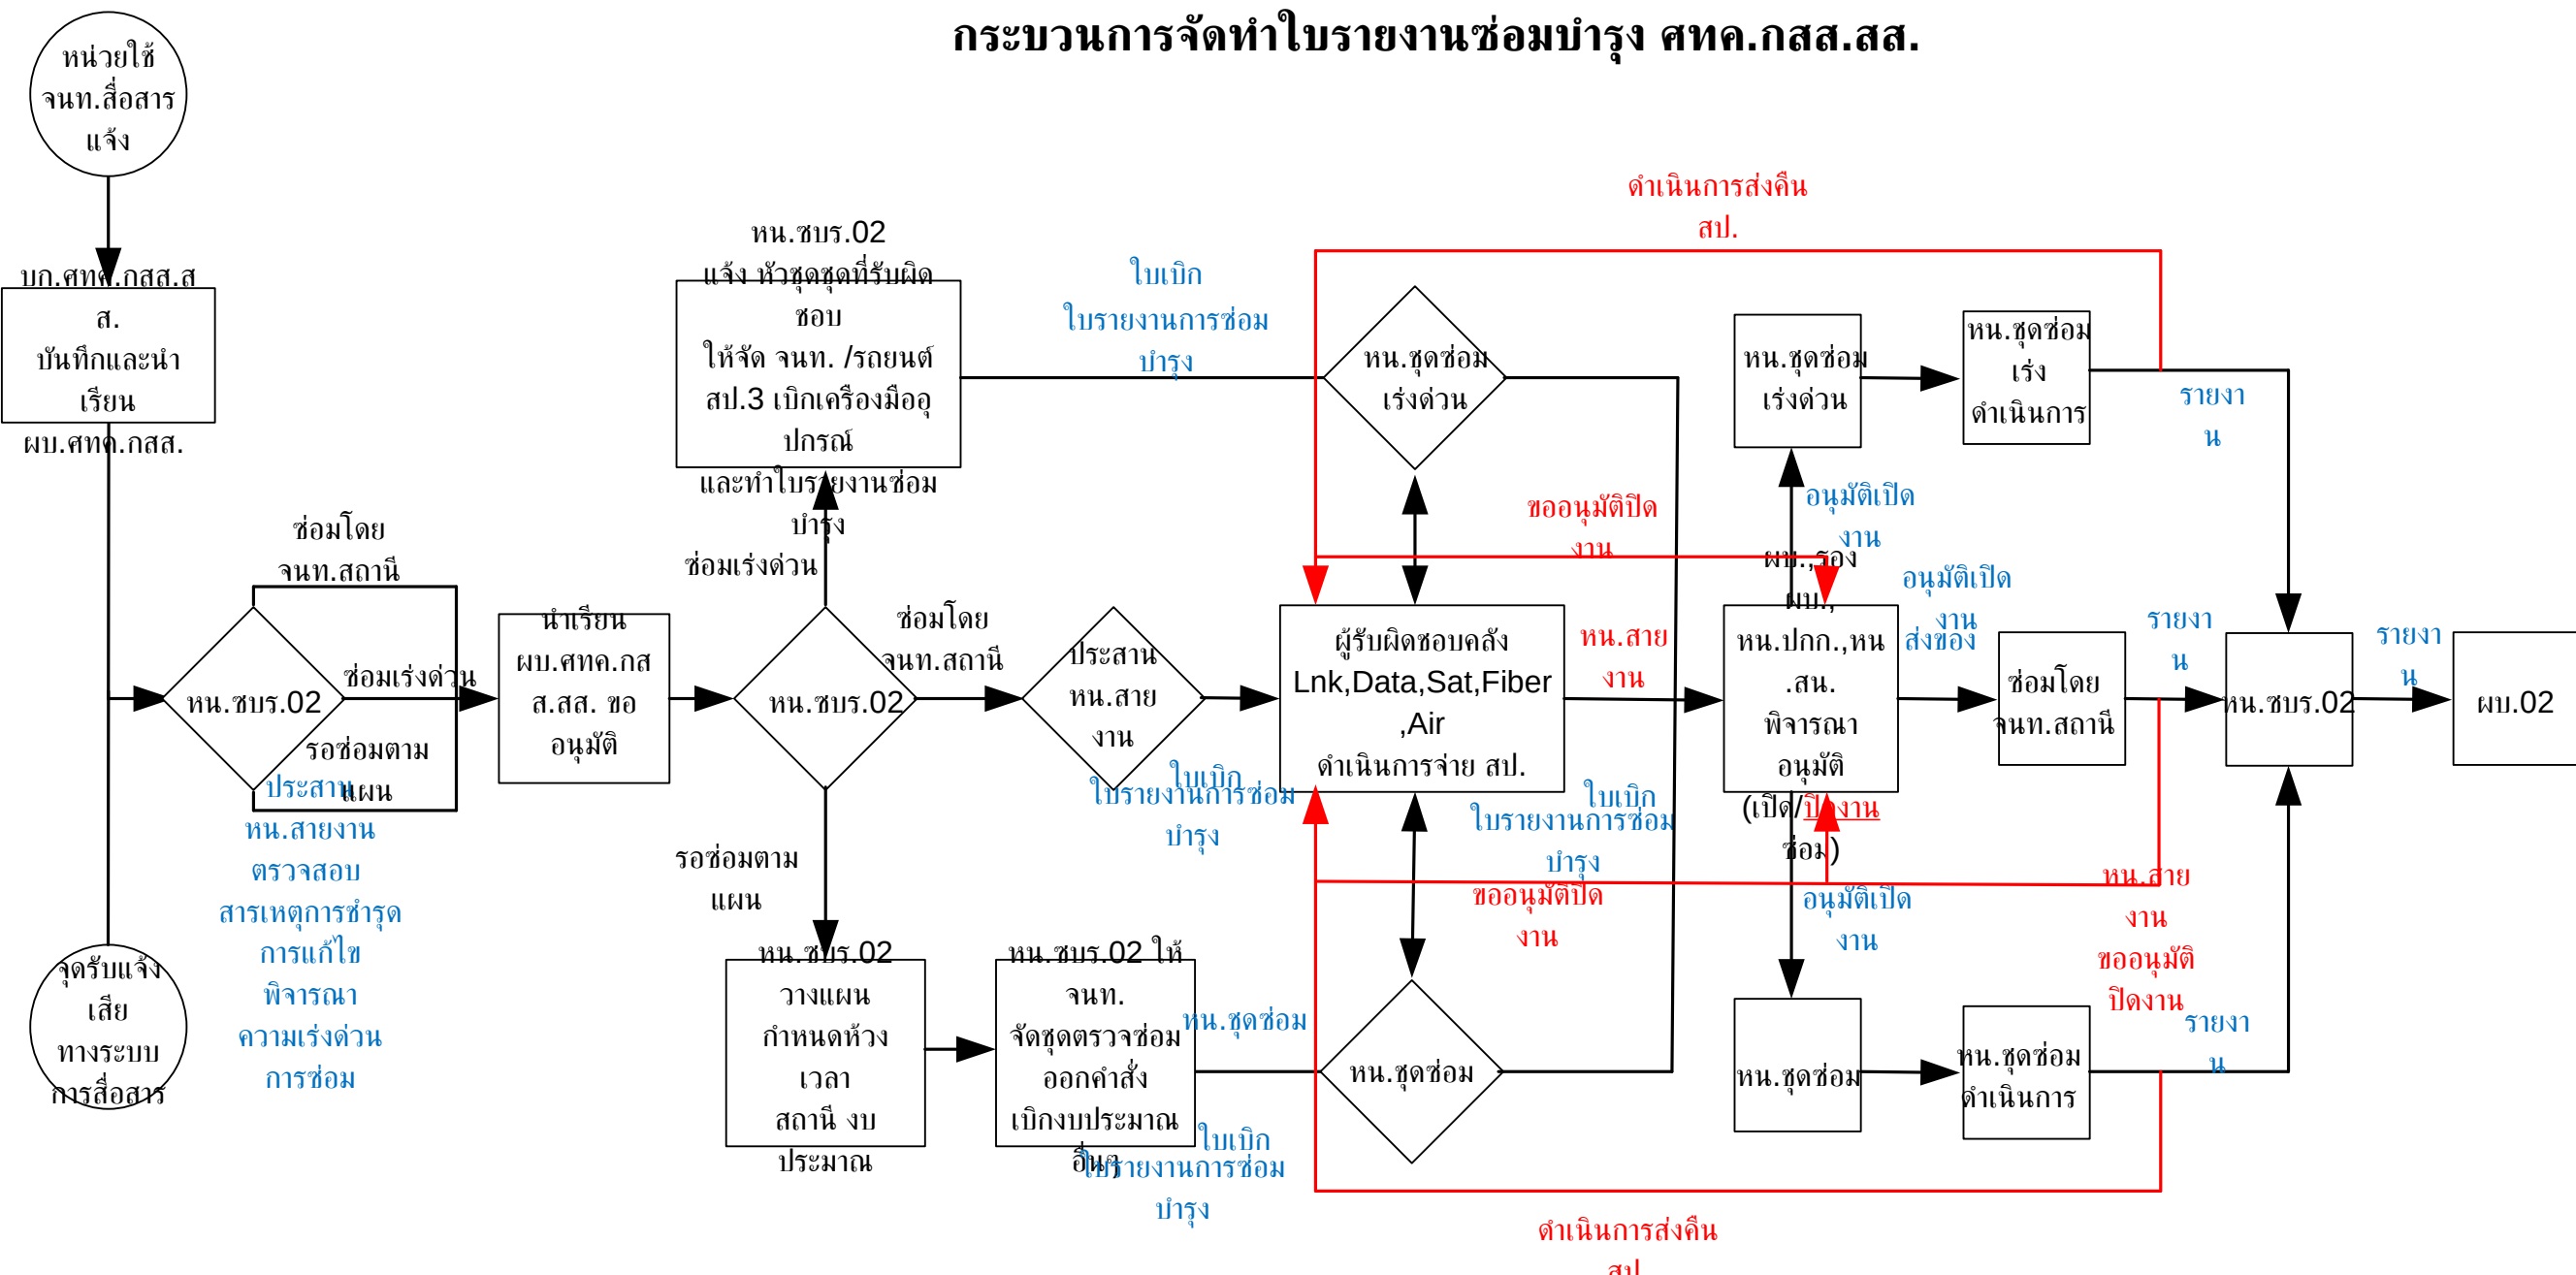 กระบวนการจัดทำใบรายงานซ่อมบำรุง ศทค.กสส.สส.
หน่วยใช้
จนท.สื่อสาร
แจ้ง
บก.ศทค.กสส.ส
ส.
บันทึกและนำ
เรียน
ผบ.ศทค.กสส.
จุดรับแจ้ง
เสีย
ทางระบบ
การสื่อสาร
ซ่อมโดย
จนท.สถานี
หน.ซบร.02
ซ่อมเร่งด่วน
รอซ่อมตาม
แผน
ประสาน
หน.สายงาน
ตรวจสอบ
สารเหตุการชำรุด
การแก้ไข
พิจารณา
ความเร่งด่วน
การซ่อม
นำเรียน
ผบ.ศทค.กส
ส.สส. ขอ
อนุมัติ
หน.ซบร.02
แจ้ง หัวชุดชุดที่รับผิด
ชอบ
ให้จัด จนท. /รถยนต์
สป.3 เบิกเครื่องมืออุ
ปกรณ์
และทำใบรายงานซ่อม
บำรุง
ซ่อมเร่งด่วน
หน.ซบร.02
ซ่อมโดย
จนท.สถานี
รอซ่อมตาม
แผน
หน.ซบร.02
วางแผน
กำหนดห้วง
เวลา
สถานี งบ
ประมาณ
หน.ซบร.02 ให้
จนท.
จัดชุดตรวจซ่อม
ออกคำสั่ง
เบิกงบประมาณ
อื่นๆ
ใบเบิก
ใบรายงานการซ่อม
บำรุง
ประสาน
หน.สาย
งาน
ใบเบิก
ใบรายงานการซ่อม
บำรุง
หน.ชุดซ่อม
ใบเบิก
ใบรายงานการซ่อม
บำรุง
หน.ชุดซ่อม
เร่งด่วน
ผู้รับผิดชอบคลัง
Lnk,Data,Sat,Fiber
,Air
ดำเนินการจ่าย สป.
หน.ชุดซ่อม
ดำเนินการส่งคืน
สป.
ขออนุมัติปิด
งาน
หน.สาย
งาน
ใบเบิก
ใบรายงานการซ่อม
บำรุง
ขออนุมัติปิด
งาน
ดำเนินการส่งคืน
สป
หน.ชุดซ่อม
เร่งด่วน
อนุมัติเปิด
งาน
ผบ.,รอง
ผบ.,
หน.ปกก.,หน
.สน.
พิจารณา
อนุมัติ
(เปิด/ปิดงาน
ซ่อม)
อนุมัติเปิด
งาน
หน.ชุดซ่อม
หน.ชุดซ่อม
เร่ง
ดำเนินการ
อนุมัติเปิด
งาน
ส่งของ
ซ่อมโดย
จนท.สถานี
หน.สาย
งาน
ขออนุมัติ
ปิดงาน
หน.ชุดซ่อม
ดำเนินการ
รายงา
น
รายงา
น
รายงา
น
หน.ซบร.02
รายงา
น
ผบ.02